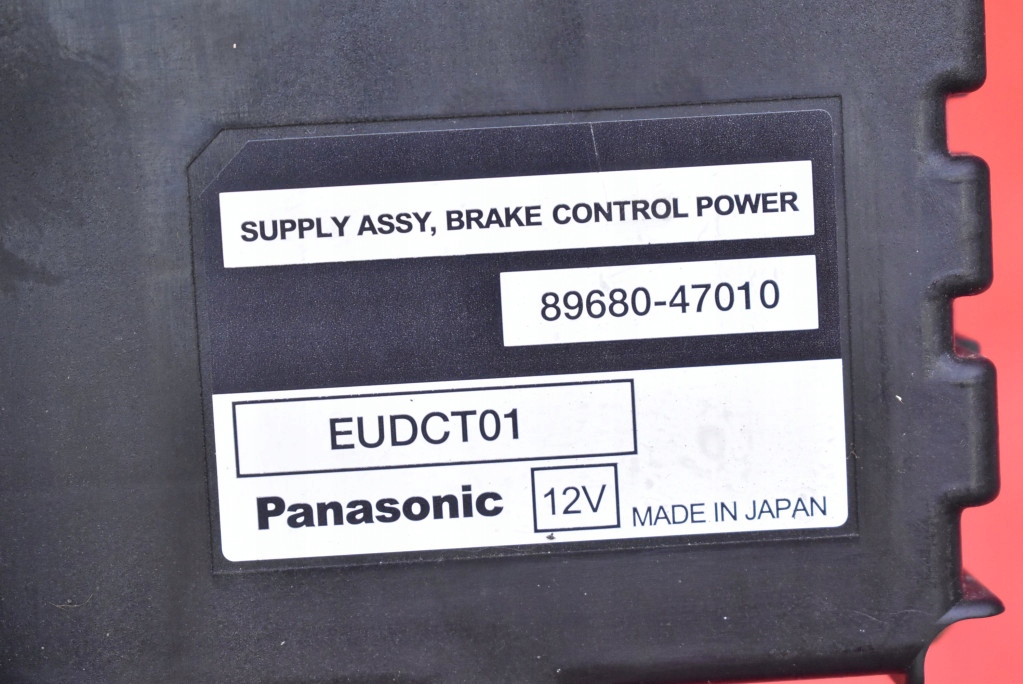 SUPPLY ASSY, BRAKE CONTROL POWER
89680-47010
EUDCT01
Panasonic 12V MADE IN JAPAN